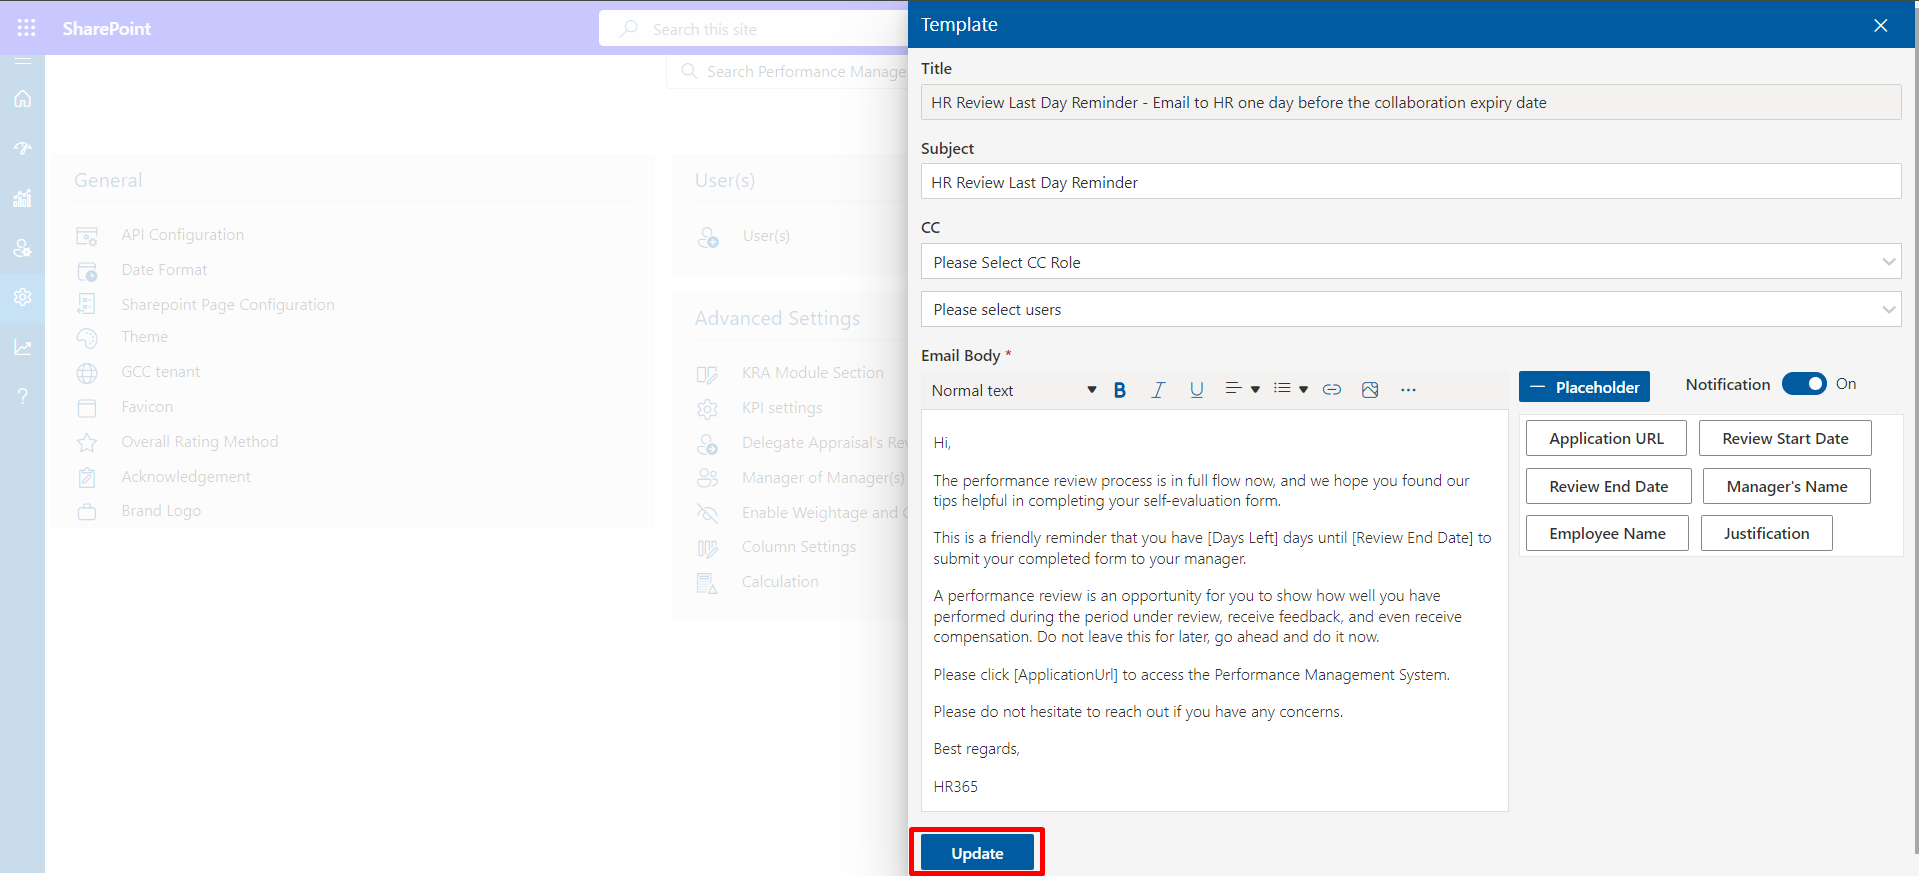 SharePoint
Search this site
Search Performance Manage
General
API Configuration
Date Format
Sharepoint Page Configuration
Theme
GCC tenant
Favicon
Overall Rating Method
Acknowledgement
Brand Logo
User(s)
User(s)
Advanced Settings
KRA Module Section
KPI settings
Delegate Appraisal's Rev
Manager of Manager(s)
Enable Weightage and C
Column Settings
Calculation
Template
Title
HR Review Last Day Reminder - Email to HR one day before the collaboration expiry date
Subject
HR Review Last Day Reminder
CC
Please Select CC Role
Please select users
Email Body *
Normal text
B I U
Placeholder
Notification On
Application URL
Review Start Date
Review End Date
Manager's Name
Employee Name
Justification
Hi,
The performance review process is in full flow now, and we hope you found our
tips helpful in completing your self-evaluation form.
This is a friendly reminder that you have [Days Left] days until [Review End Date] to
submit your completed form to your manager.
A performance review is an opportunity for you to show how well you have
performed during the period under review, receive feedback, and even receive
compensation. Do not leave this for later, go ahead and do it now.
Please click [ApplicationUrl] to access the Performance Management System.
Please do not hesitate to reach out if you have any concerns.
Best regards,
HR365
Update